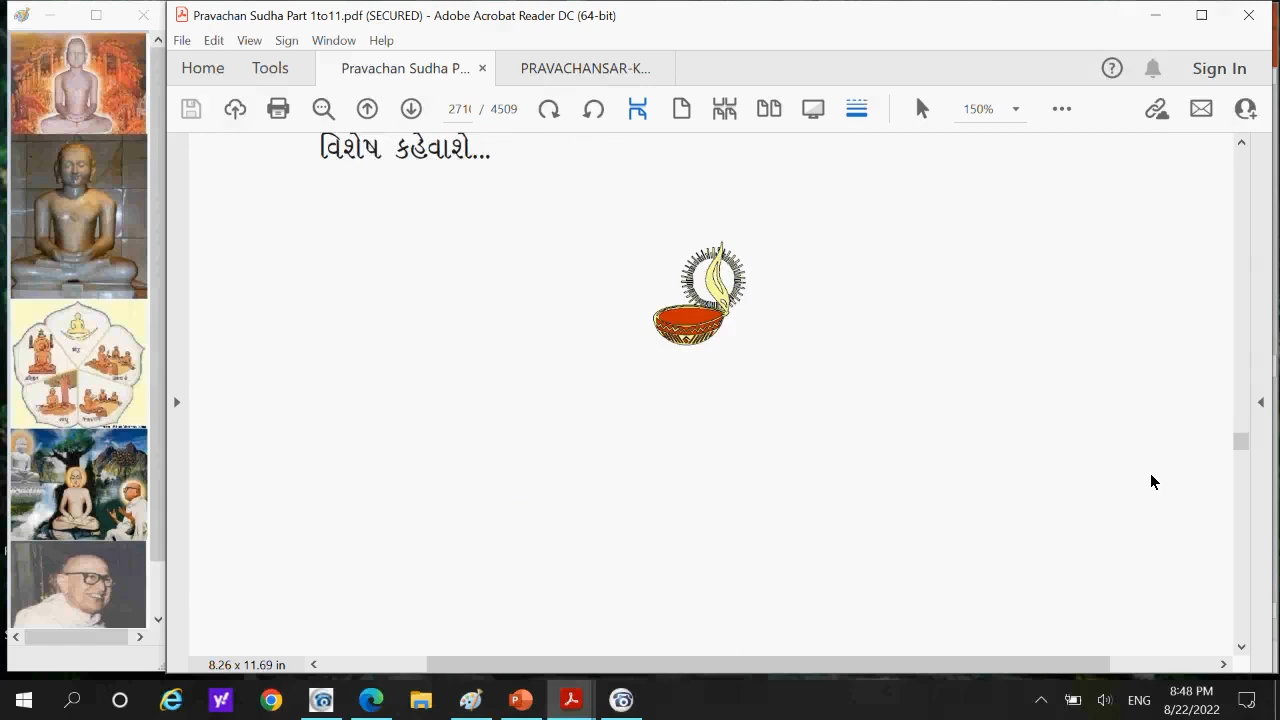 Pravachan Sudha Part 1to11.pdf (SECURED) - Adobe Acrobat Reader DC (64-bit)
File Edit View Sign Window Help
Home Tools Pravachan Sudha P... PRAVACHANSAR-K... Sign In
2710 / 4509 150%
વિશેષ કહેવાશે...
8.26 x 11.69 in
ENG
8:48 PM
8/22/2022